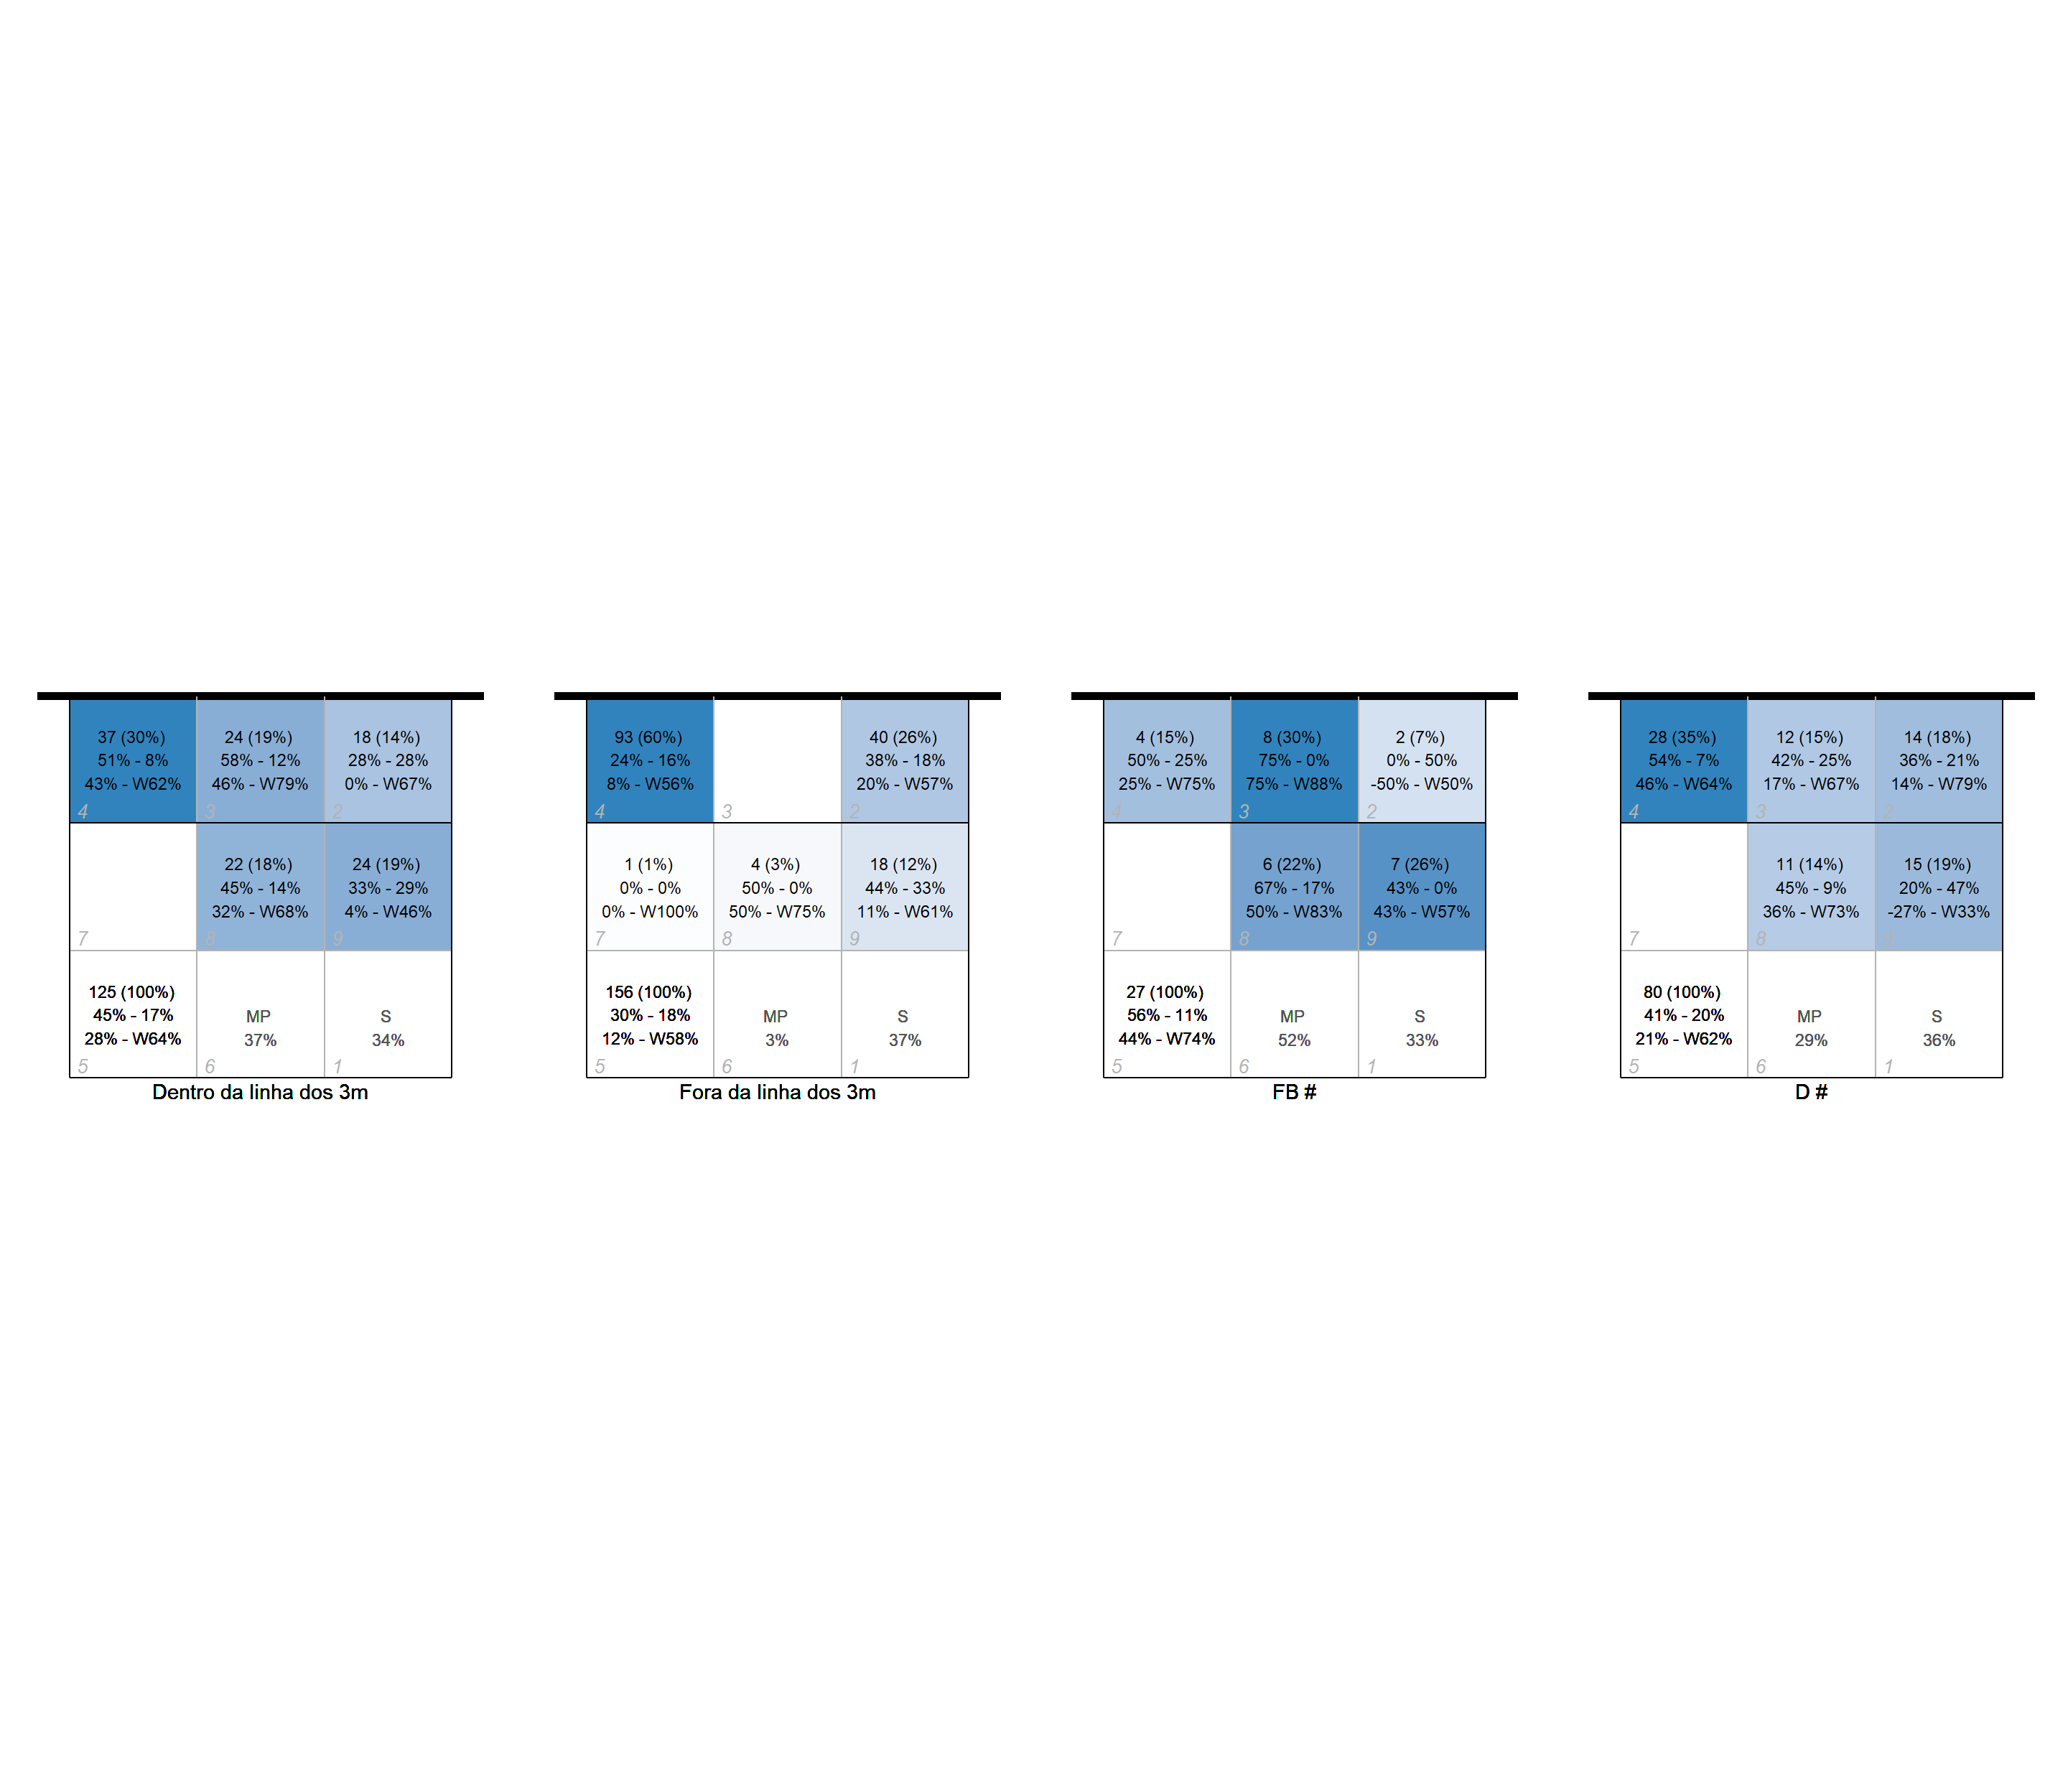 37 (30%)
51% - 8%
43% - W62%
4
24 (19%)
58% - 12%
46% - W79%
3
18 (14%)
28% - 28%
0% - W67%
2
7
22 (18%)
45% - 14%
32% - W68%
8
24 (19%)
33% - 29%
4% - W46%
9
125 (100%)
45% - 17%
28% - W64%
5
MP
37%
6
S
34%
1
Dentro da linha dos 3m
93 (60%)
24% - 16%
8% - W56%
4
3
40 (26%)
38% - 18%
20% - W57%
2
1 (1%)
0% - 0%
0% - W100%
7
4 (3%)
50% - 0%
50% - W75%
8
18 (12%)
44% - 33%
11% - W61%
9
156 (100%)
30% - 18%
12% - W58%
5
MP
3%
6
S
37%
1
Fora da linha dos 3m
4 (15%)
50% - 25%
25% - W75%
4
8 (30%)
75% - 0%
75% - W88%
3
2 (7%)
0% - 50%
-50% - W50%
2
7
6 (22%)
67% - 17%
50% - W83%
8
7 (26%)
43% - 0%
43% - W57%
9
27 (100%)
56% - 11%
44% - W74%
5
MP
52%
6
S
33%
1
FB #
28 (35%)
54% - 7%
46% - W64%
4
12 (15%)
42% - 25%
17% - W67%
3
14 (18%)
36% - 21%
14% - W79%
2
7
11 (14%)
45% - 9%
36% - W73%
8
15 (19%)
20% - 47%
-27% - W33%
9
80 (100%)
41% - 20%
21% - W62%
5
MP
29%
6
S
36%
1
D #